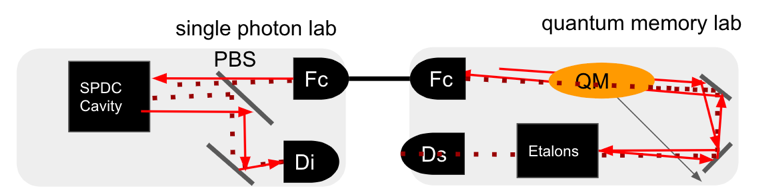 single photon lab
quantum memory lab
PBS
SPDC
Cavity
Fc
Fc
QM
Di
Ds
Etalons